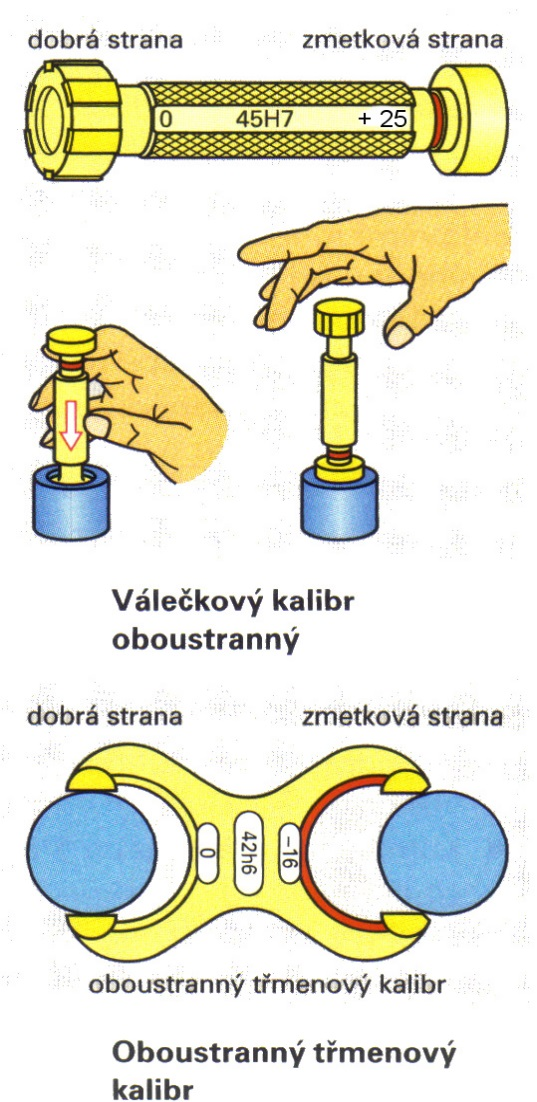 dobrá strana zmetková strana
0 45H7 + 25
Válečkový kalibr
oboustranný
dobrá strana zmetková strana
0 42h6 −16
oboustranný třmenový kalibr
Oboustranný třmenový
kalibr